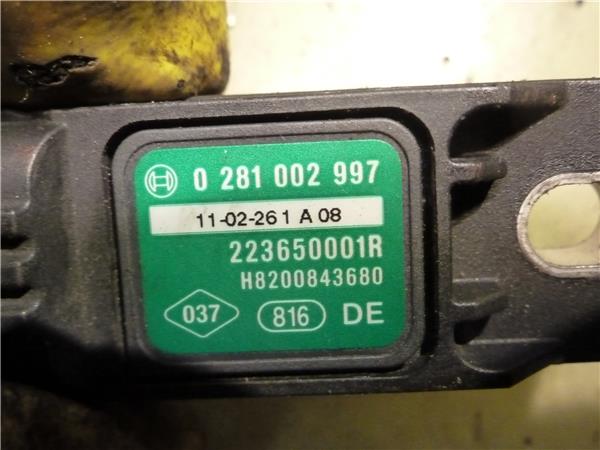 0 281 002 997
11-02-26 1 A 08
223650001R
H8200843680
037 816 DE